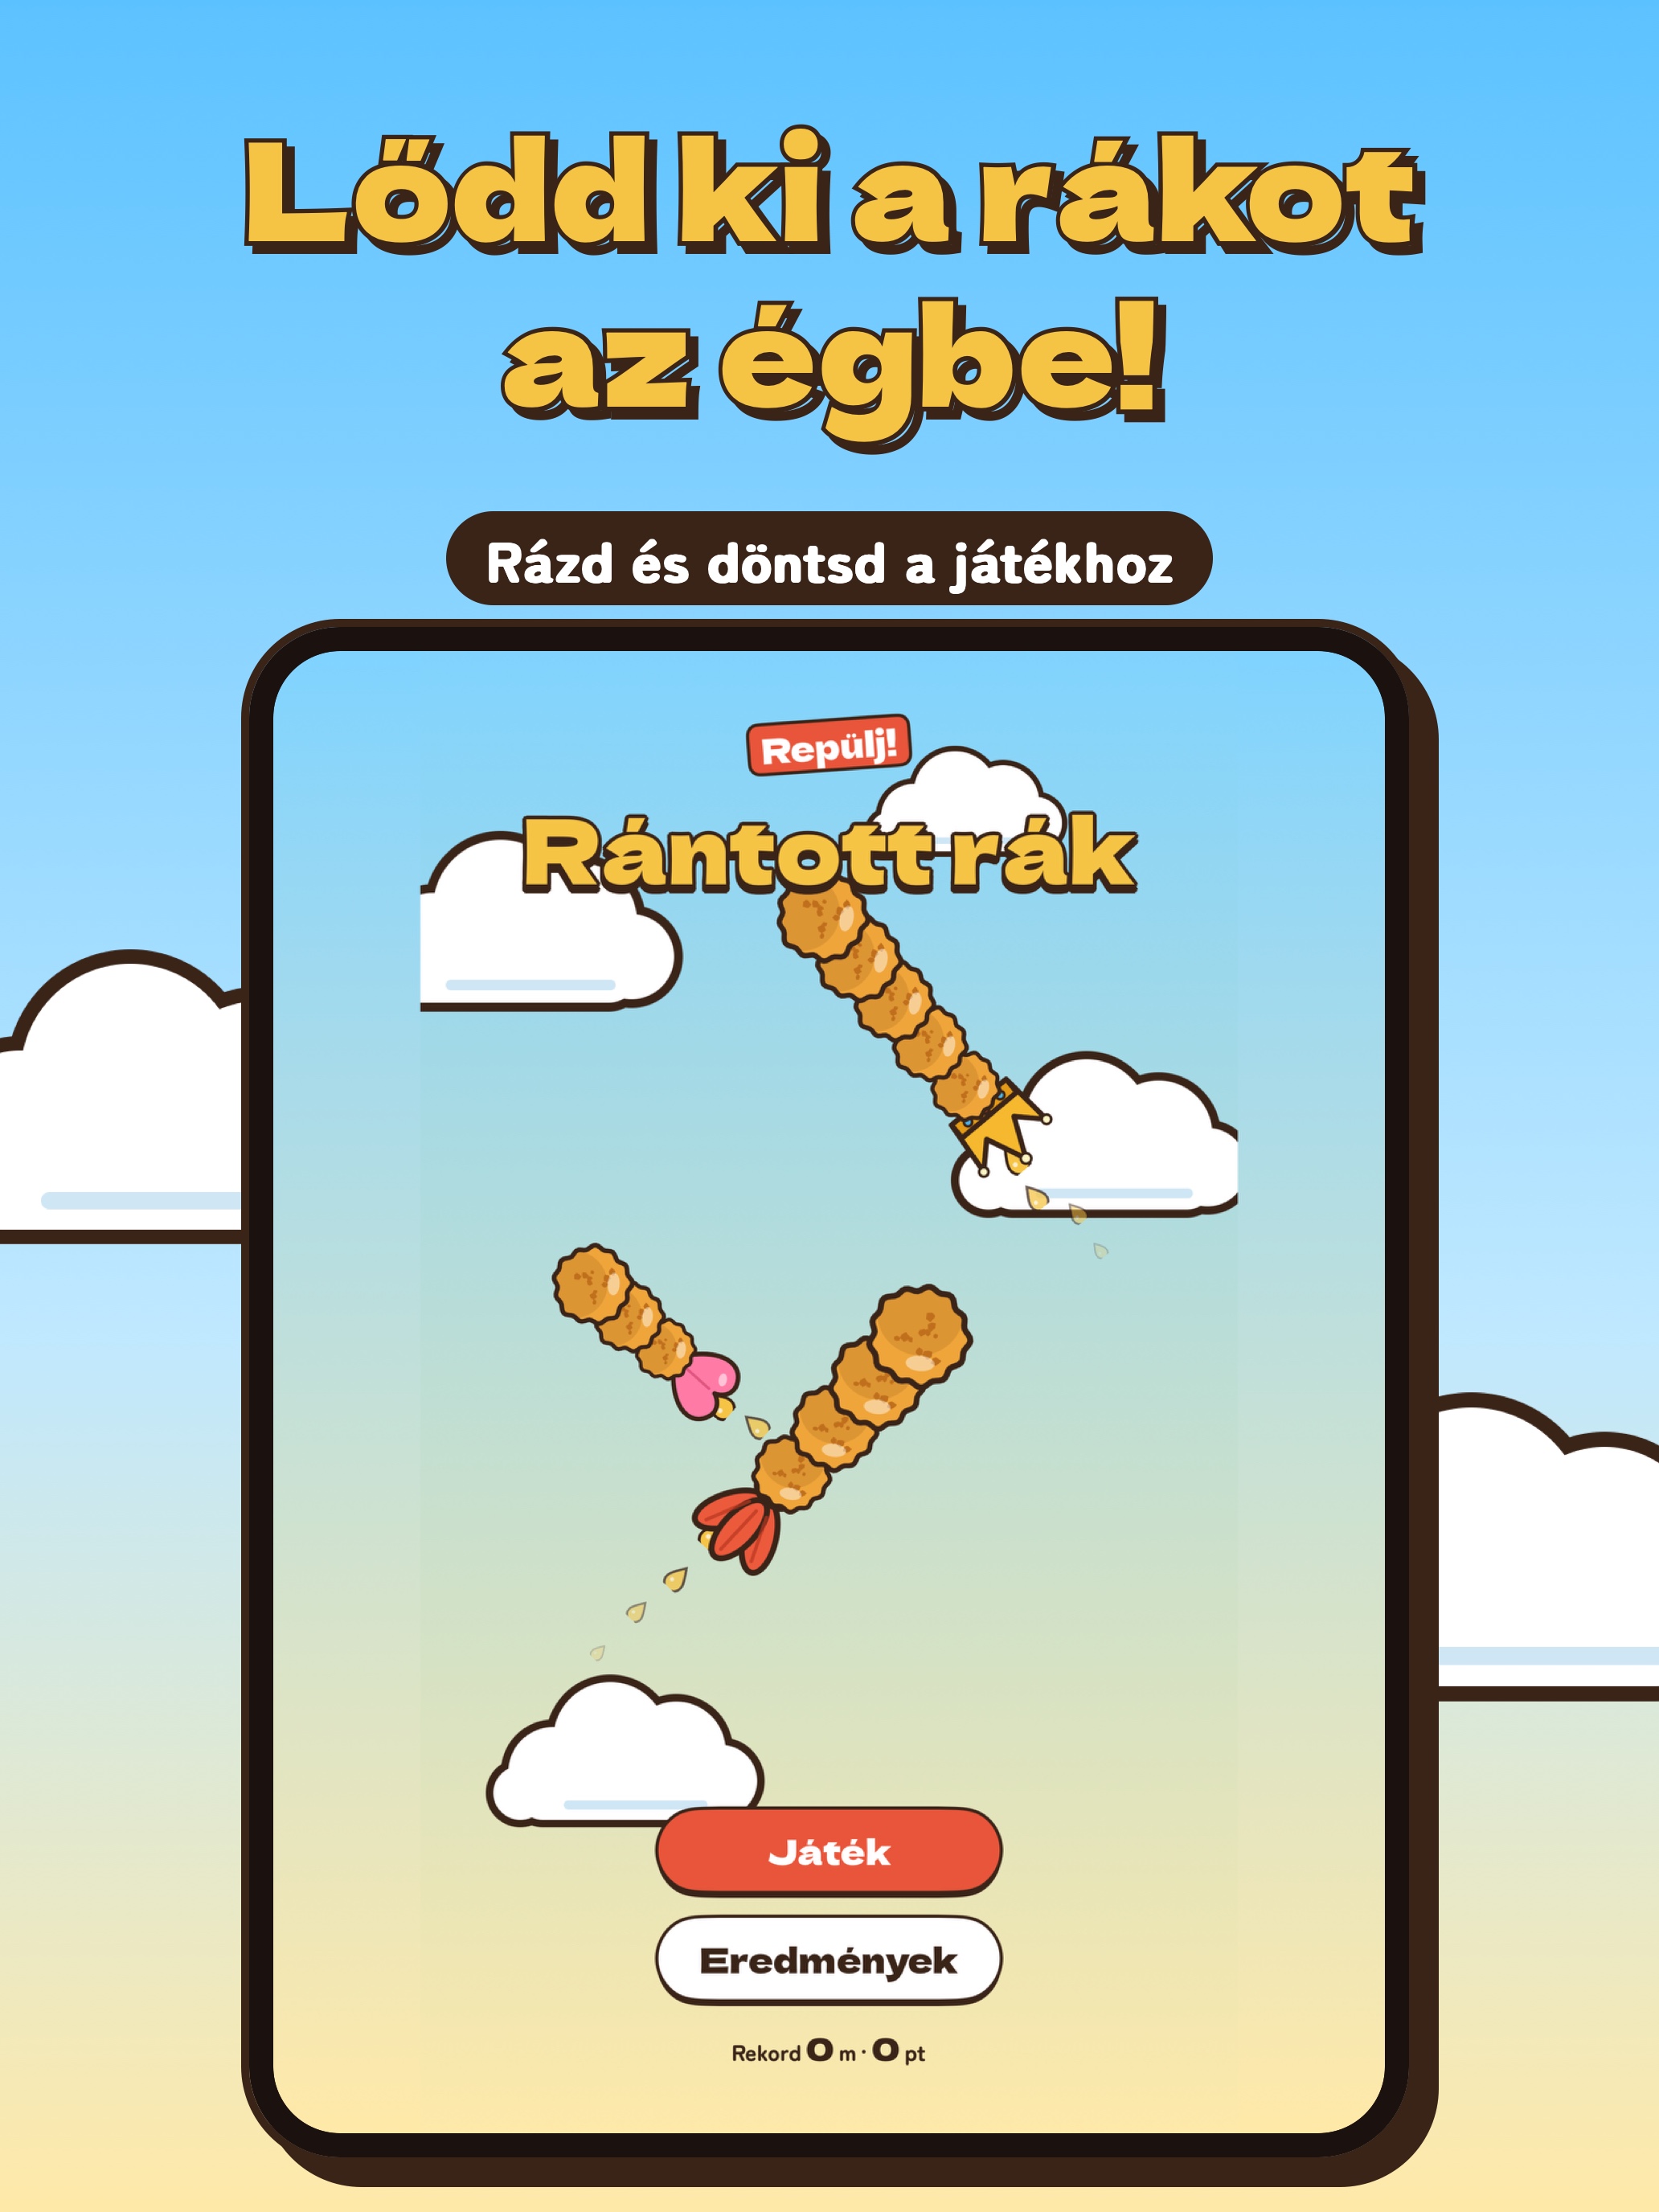 Lődd ki a rákot
az égbe!
Rázd és döntsd a játékhoz
Repülj!
Rántott rák
Játék
Eredmények
Rekord 0 m · 0 pt